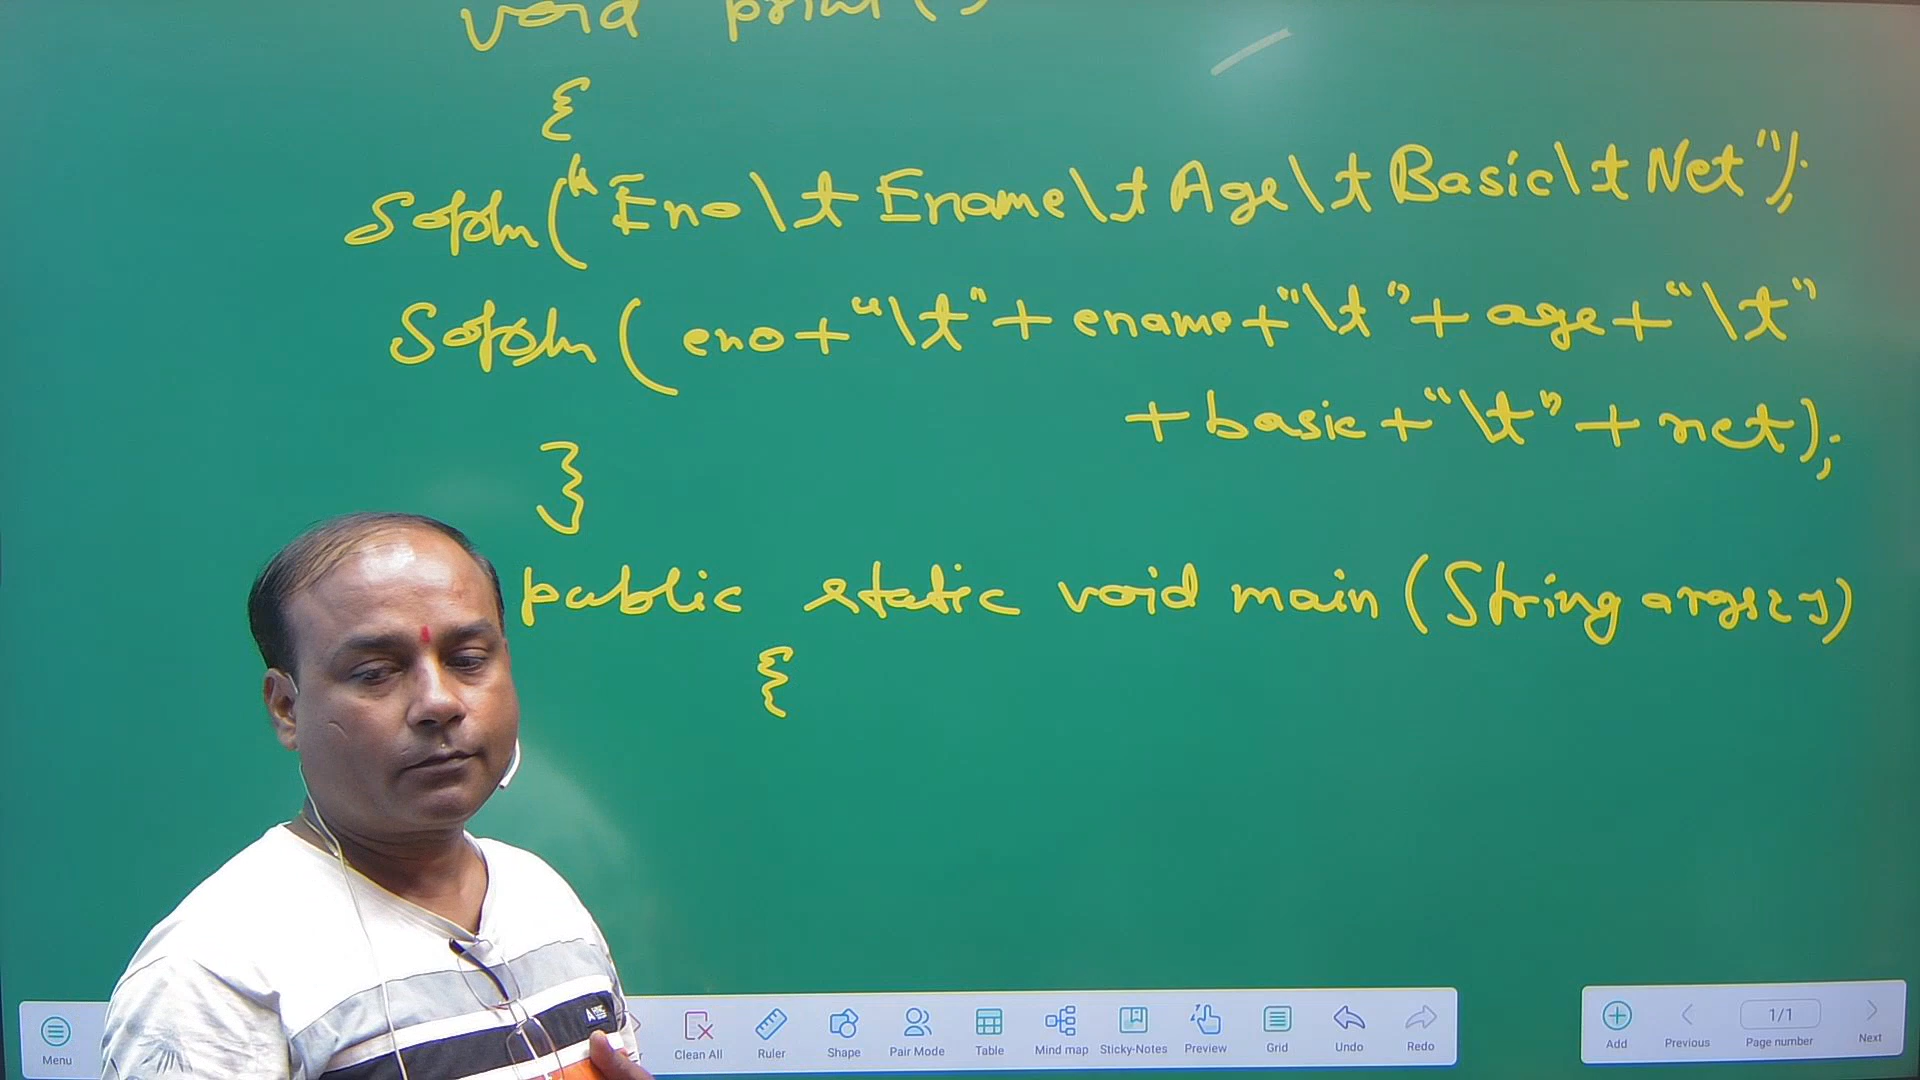 void print()
{
Sopln("Eno\t Ename\t Age\t Basic\t Net");
Sopln( eno+"\t"+ ename+"\t"+ age+"\t"
+basic+"\t"+net);
}
public static void main (String args[])
{
Menu
Clean All
Ruler
Shape
Pair Mode
Table
Mind map
Sticky-Notes
Preview
Grid
Undo
Redo
Add
Previous
1/1
Page number
Next